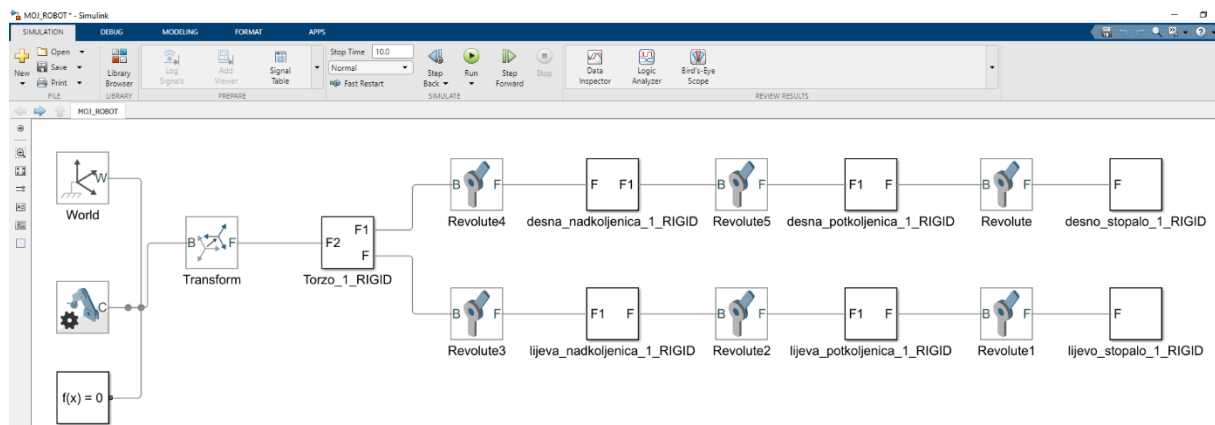 MOJ_ROBOT * - Simulink
SIMULATION DEBUG MODELING FORMAT APPS
New
Open
Save
Print
FILE
Library Browser
LIBRARY
Log Signals
Add Viewer
Signal Table
PREPARE
Stop Time 10.0
Normal
Fast Restart
Step Back
Run
Step Forward
Stop
SIMULATE
Data Inspector
Logic Analyzer
Bird's-Eye Scope
REVIEW RESULTS
MOJ_ROBOT
W
World
C
f(x) = 0
B F
Transform
F2 F1 F
Torzo_1_RIGID
B F
Revolute4
F F1
desna_nadkoljenica_1_RIGID
B F
Revolute5
F1 F
desna_potkoljenica_1_RIGID
B F
Revolute
F
desno_stopalo_1_RIGID
B F
Revolute3
F1 F
lijeva_nadkoljenica_1_RIGID
B F
Revolute2
F1 F
lijeva_potkoljenica_1_RIGID
B F
Revolute1
F
lijevo_stopalo_1_RIGID